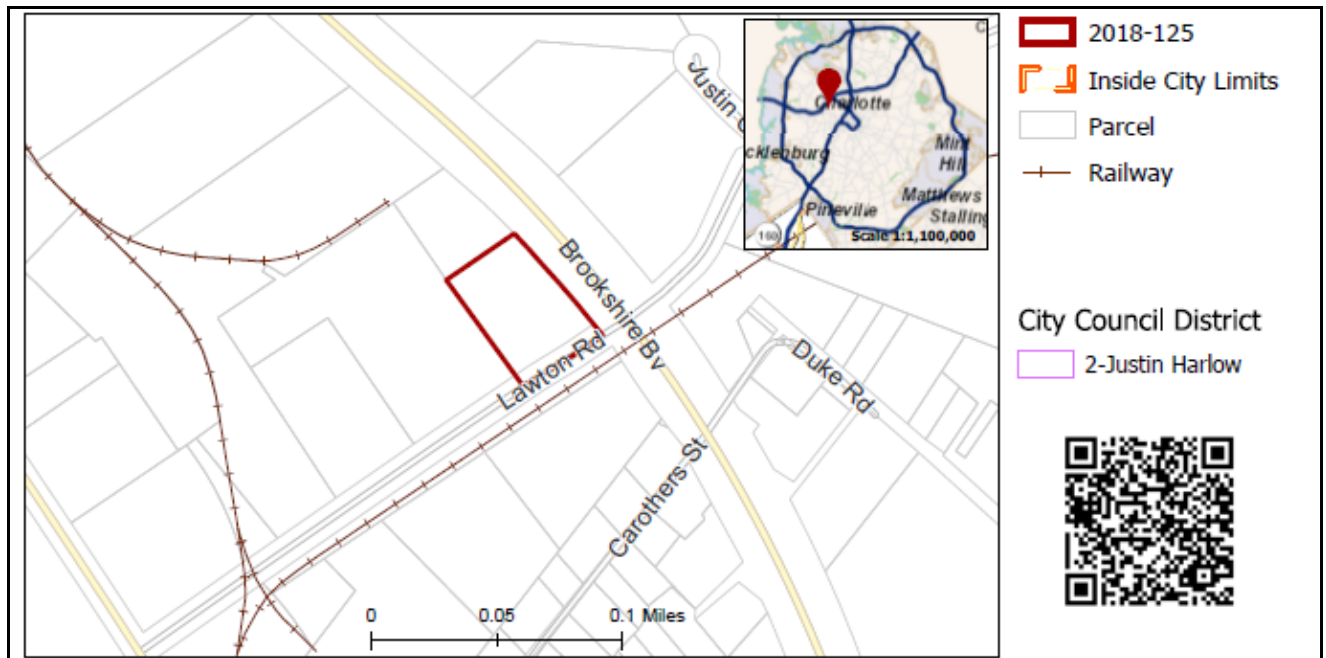 Justin
Brookshire Bv
Lawton Rd
Duke Rd
Carothers St
0 0.05 0.1 Miles
Charlotte
cklenburg
Mint
Hill
Matthews
Stalling
Pineville
160
Scale 1:1,100,000
2018-125
Inside City Limits
Parcel
Railway
City Council District
2-Justin Harlow